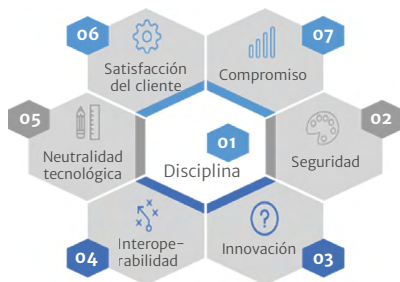 06
Satisfacción
del cliente
07
Compromiso
05
Neutralidad
tecnológica
01
Disciplina
02
Seguridad
04
Interope-
rabilidad
03
Innovación